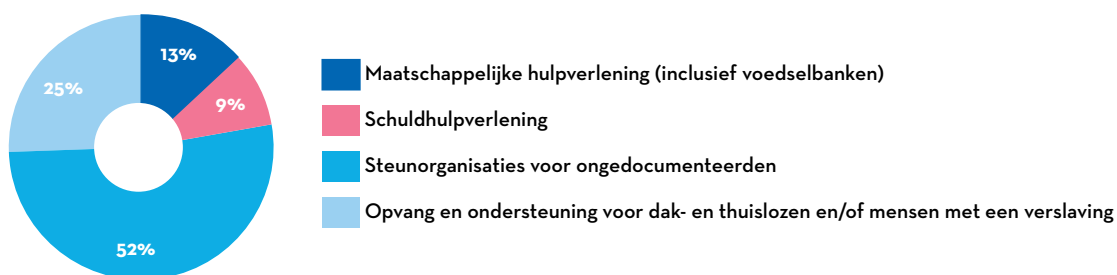 13%
9%
52%
25%
Maatschappelijke hulpverlening (inclusief voedselbanken)
Schuldhulpverlening
Steunorganisaties voor ongedocumenteerden
Opvang en ondersteuning voor dak- en thuislozen en/of mensen met een verslaving